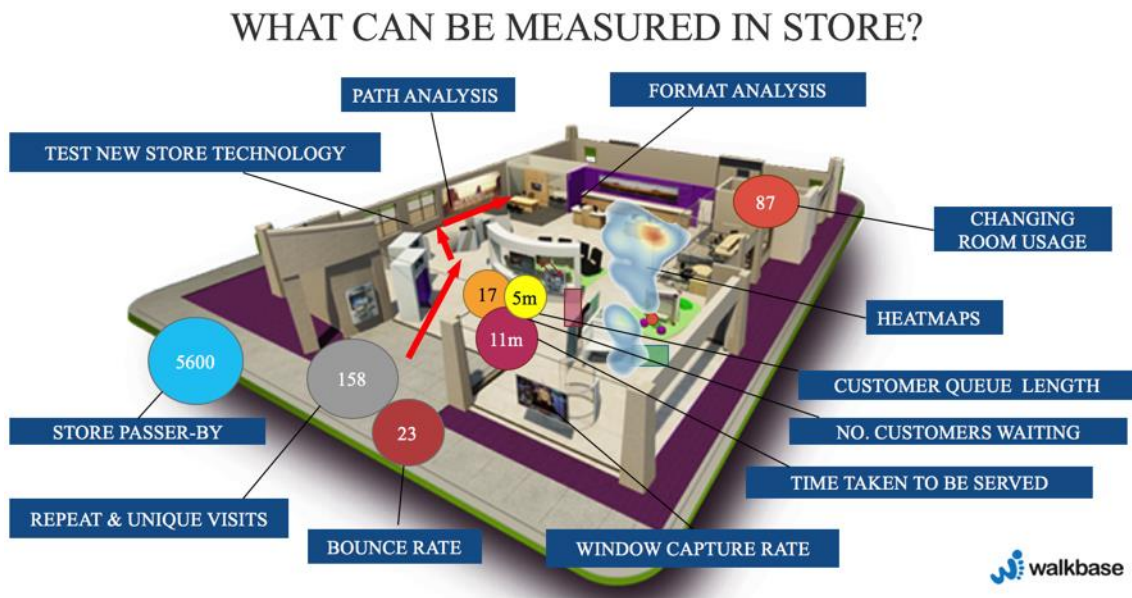 WHAT CAN BE MEASURED IN STORE?
PATH ANALYSIS
FORMAT ANALYSIS
TEST NEW STORE TECHNOLOGY
87
CHANGING
ROOM USAGE
17
5m
11m
HEATMAPS
5600
158
CUSTOMER QUEUE LENGTH
23
STORE PASSER-BY
NO. CUSTOMERS WAITING
TIME TAKEN TO BE SERVED
REPEAT & UNIQUE VISITS
BOUNCE RATE
WINDOW CAPTURE RATE
walkbase